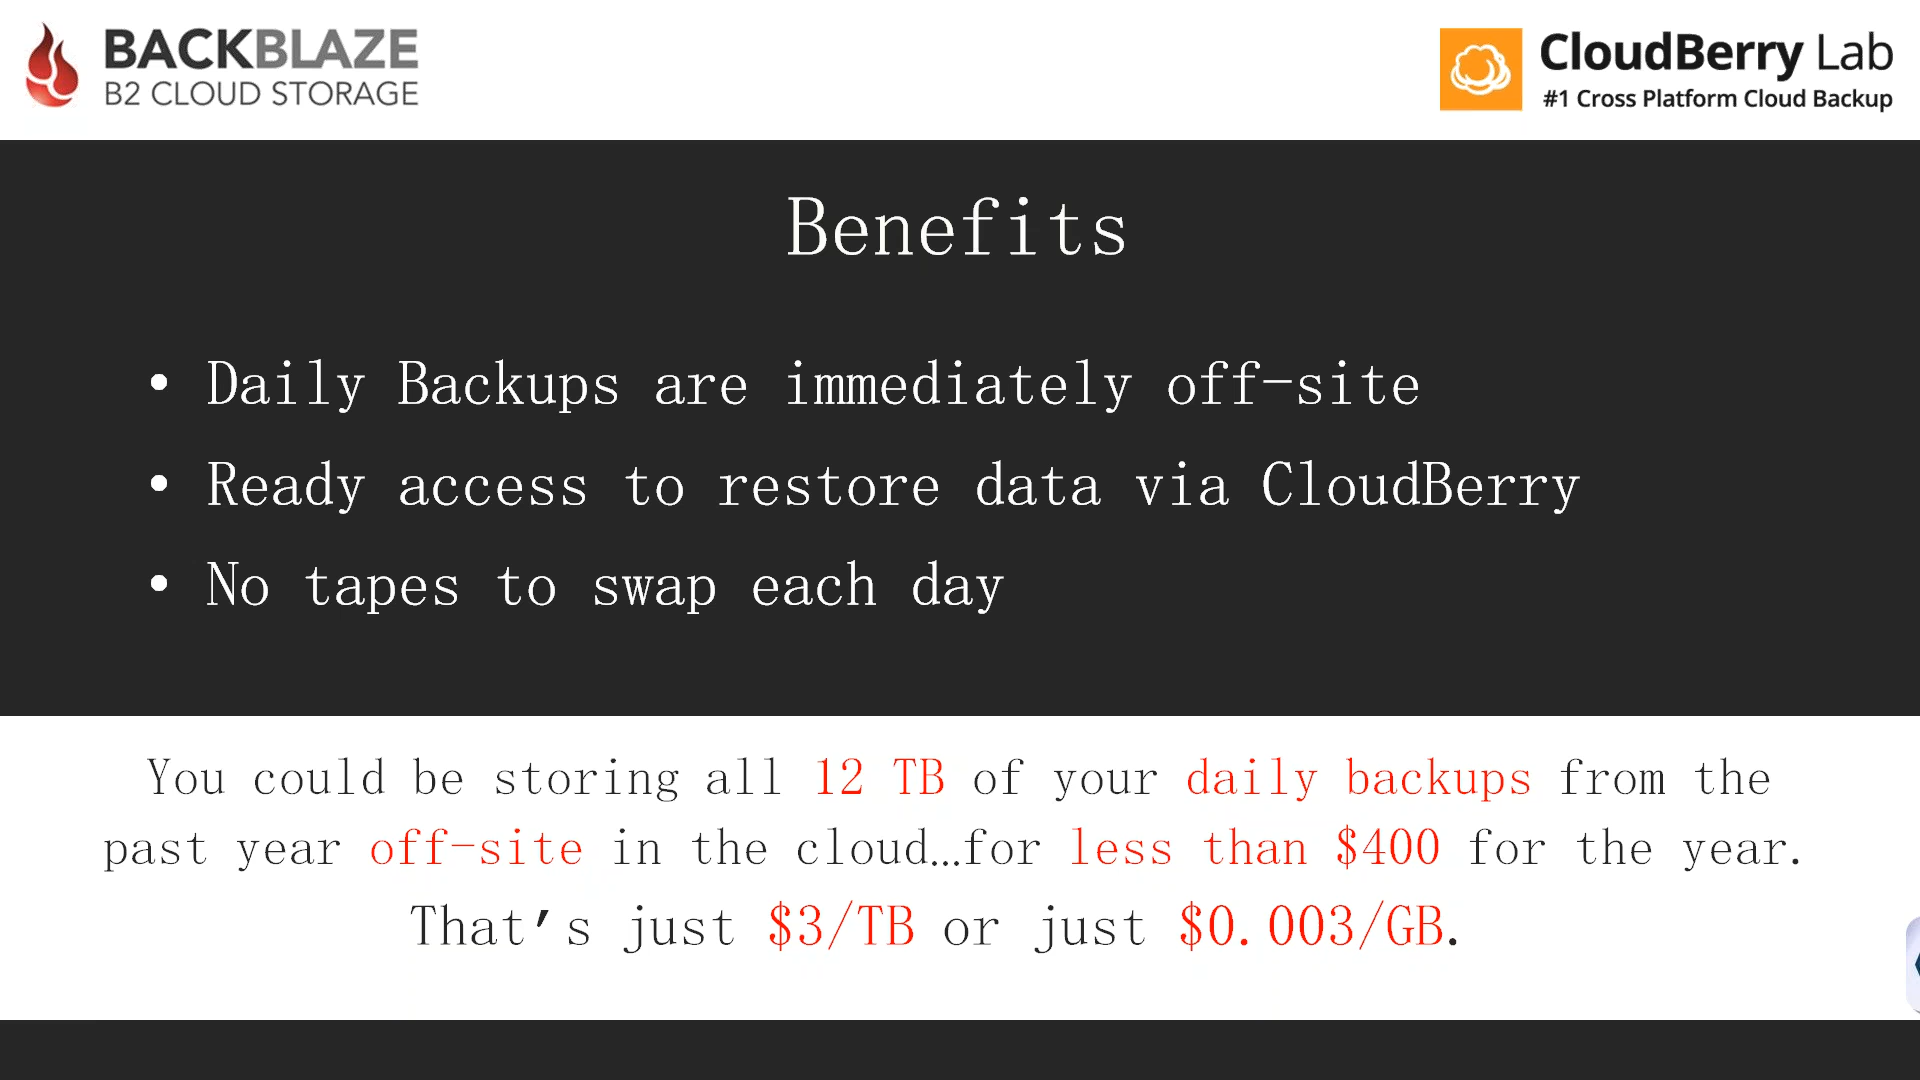 BACKBLAZE
B2 CLOUD STORAGE
CloudBerry Lab
#1 Cross Platform Cloud Backup
Benefits
• Daily Backups are immediately off-site
• Ready access to restore data via CloudBerry
• No tapes to swap each day
You could be storing all 12 TB of your daily backups from the
past year off-site in the cloud…for less than $400 for the year.
That's just $3/TB or just $0.003/GB.